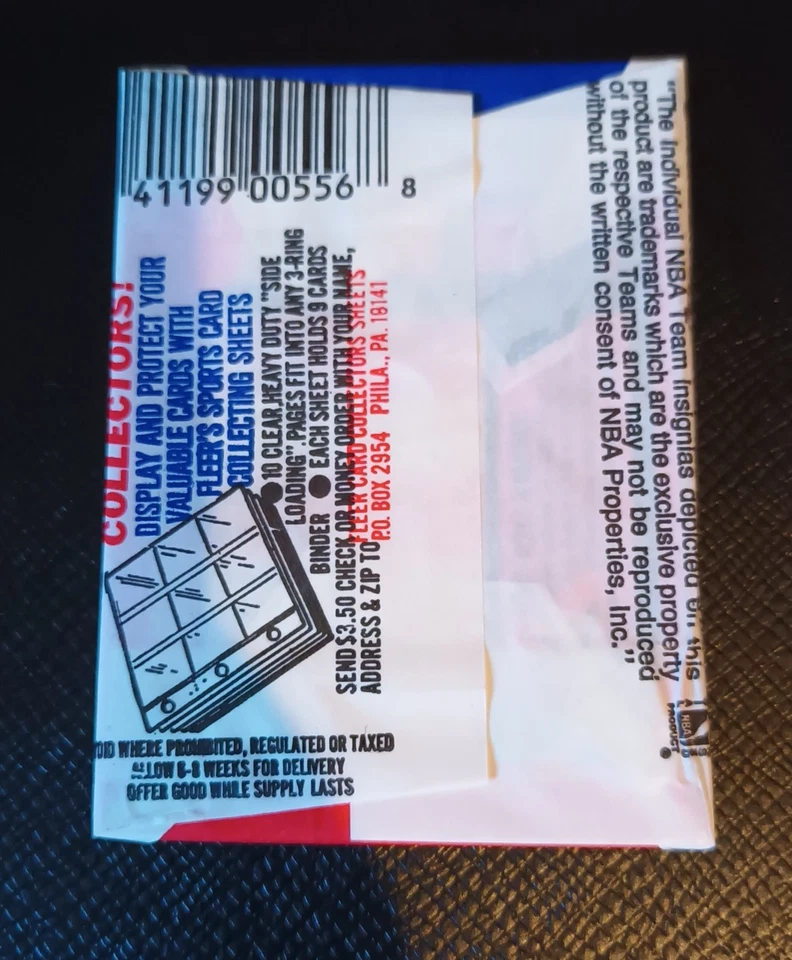 41199 00556 8
COLLECTORS!
DISPLAY AND PROTECT YOUR
VALUABLE CARDS WITH
FLEER'S SPORTS CARD
COLLECTING SHEETS
● 10 CLEAR HEAVY DUTY "SIDE
LOADING" PAGES FIT INTO ANY 3-RING
BINDER ● EACH SHEET HOLDS 9 CARDS
SEND $3.50 CHECK OR MONEY ORDER WITH YOUR NAME,
ADDRESS & ZIP TO
FLEER CARD COLLECTORS SHEETS
P.O. BOX 2954 PHILA., PA. 19141
OID WHERE PROHIBITED, REGULATED OR TAXED
ALLOW 6-8 WEEKS FOR DELIVERY
OFFER GOOD WHILE SUPPLY LASTS
"The Individual NBA Team Insignias depicted on this
product are trademarks which are the exclusive property
of the respective Teams and may not be reproduced
without the written consent of NBA Properties, Inc."
NBA
PRODUCT